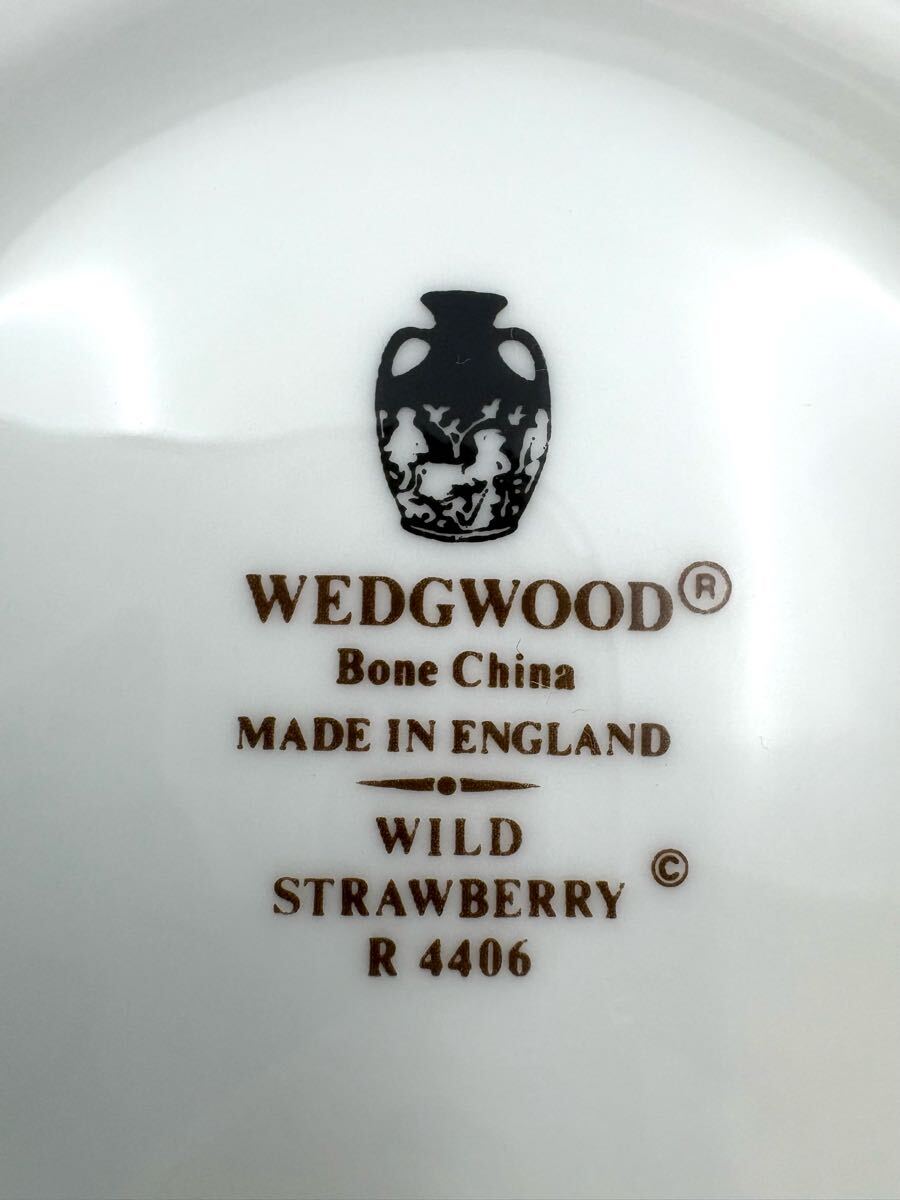 WEDGWOOD®
Bone China
MADE IN ENGLAND
WILD
STRAWBERRY ©
R 4406